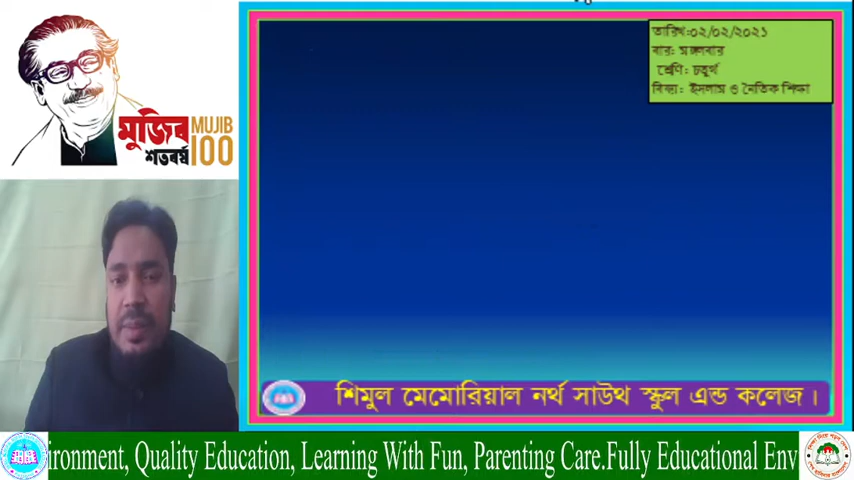 মুজিব
শতবর্ষ
MUJIB
100
তারিখ:০২/০২/২০২১
বার: মঙ্গলবার
শ্রেণি: চতুর্থ
বিষয়: ইসলাম ও নৈতিক শিক্ষা
শিমুল মেমোরিয়াল নর্থ সাউথ স্কুল এন্ড কলেজ।
ironment, Quality Education, Learning With Fun, Parenting Care.Fully Educational Env